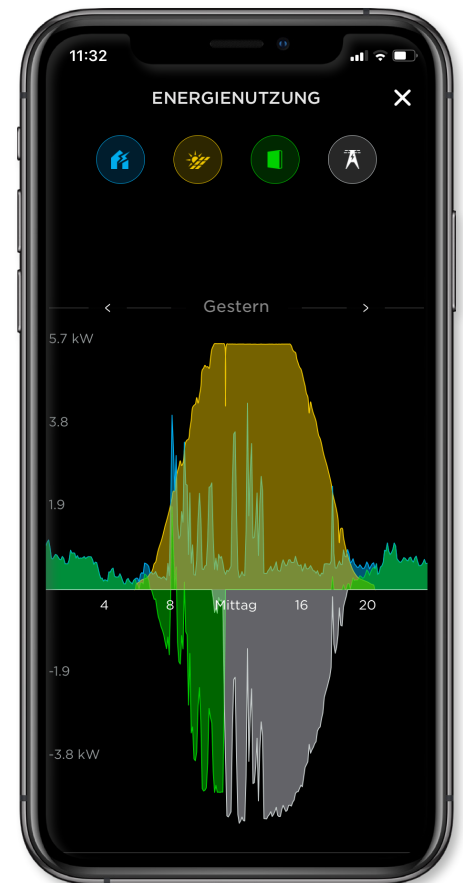 11:32
ENERGIENUTZUNG
Gestern
5.7 kW
3.8
1.9
4 8 Mittag 16 20
-1.9
-3.8 kW